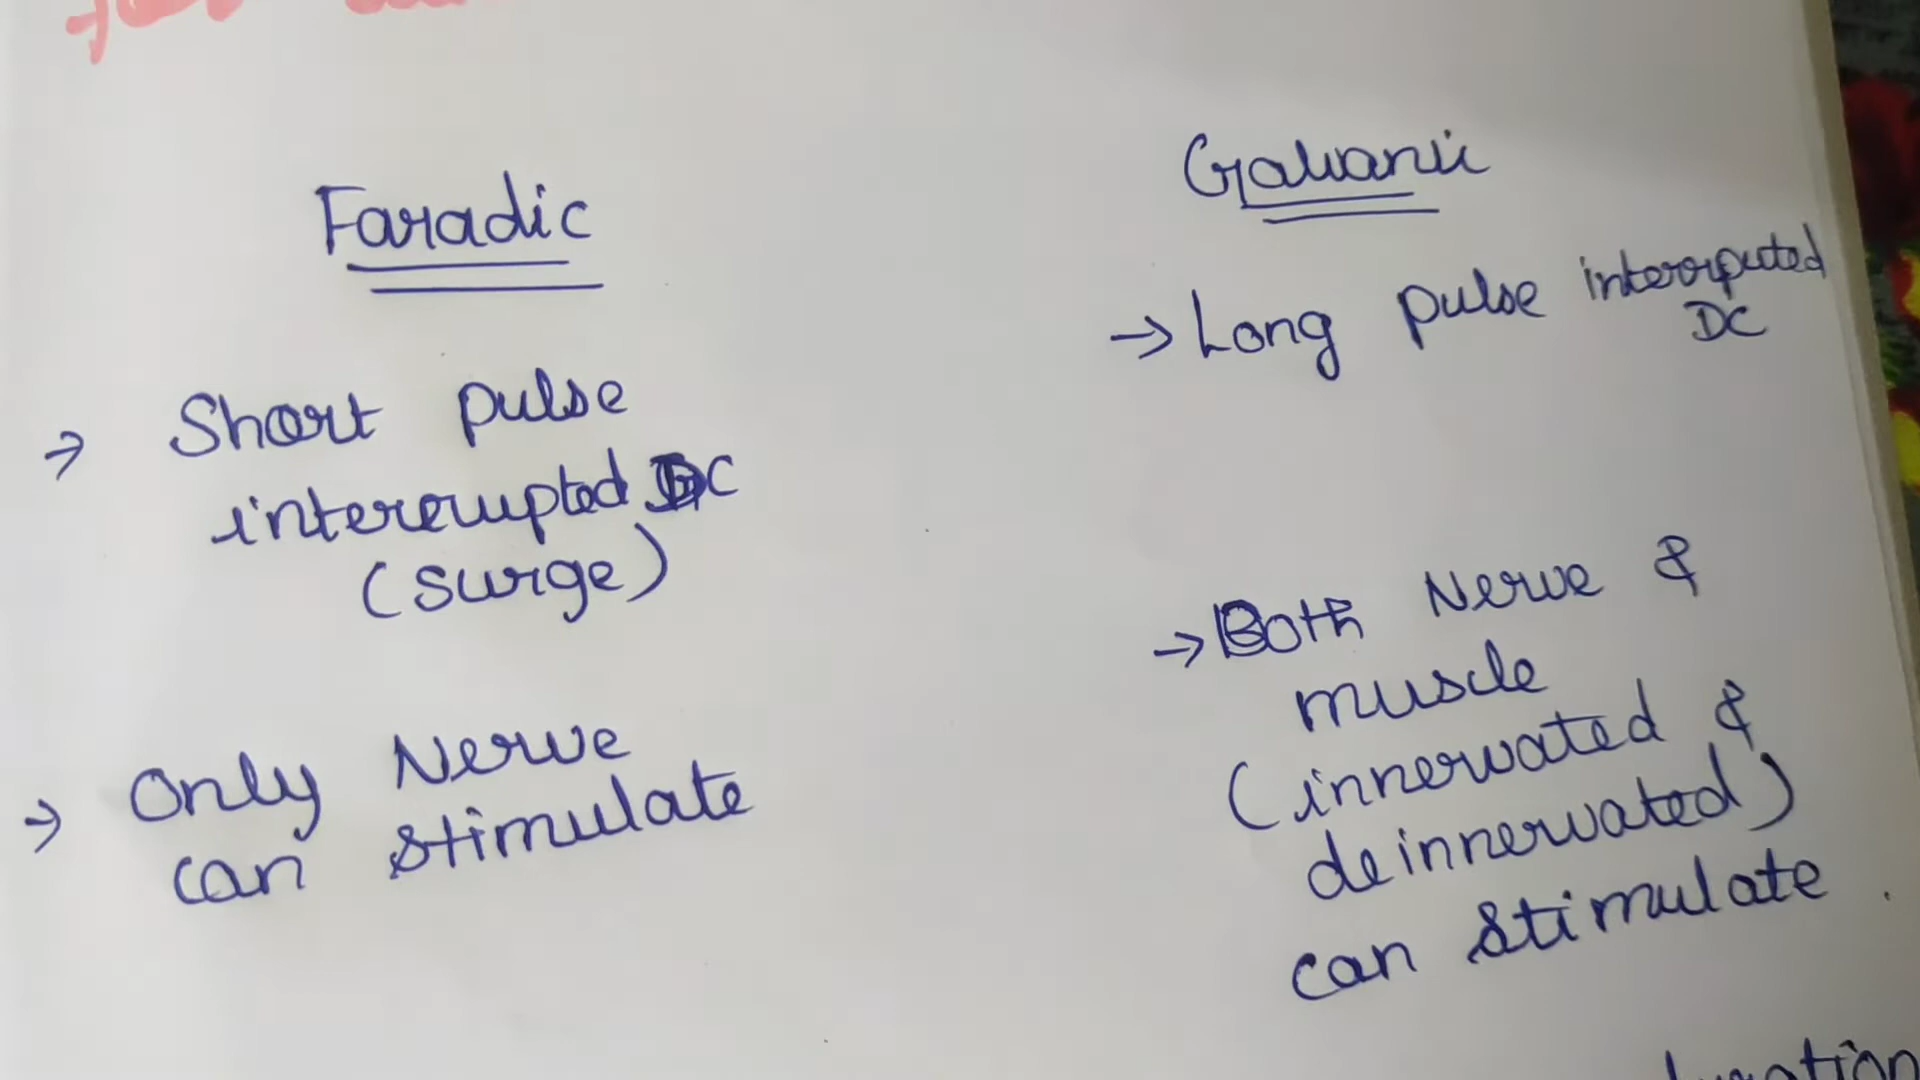 Faradic
→ Short pulse
interrupted DC
(surge)
→ Only Nerve
can stimulate
Galvanic
→ Long pulse interrputed
DC
→ Both Nerve &
muscle
(innervated &
deinnervated)
can stimulate